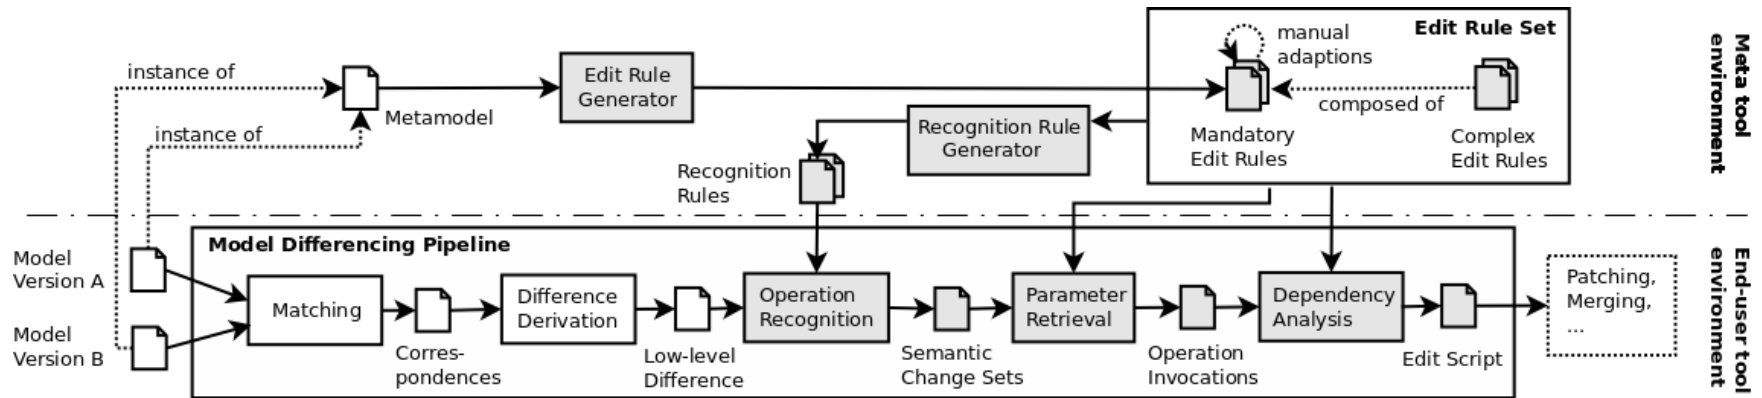 instance of
instance of
Metamodel
Edit Rule
Generator
Recognition Rule
Generator
Recognition
Rules
Edit Rule Set
manual
adaptions
composed of
Mandatory
Edit Rules
Complex
Edit Rules
Meta tool
environment
Model Differencing Pipeline
Model
Version A
Model
Version B
Matching
Corres-
pondences
Difference
Derivation
Low-level
Difference
Operation
Recognition
Semantic
Change Sets
Parameter
Retrieval
Operation
Invocations
Dependency
Analysis
Edit Script
Patching,
Merging,
...
End-user tool
environment